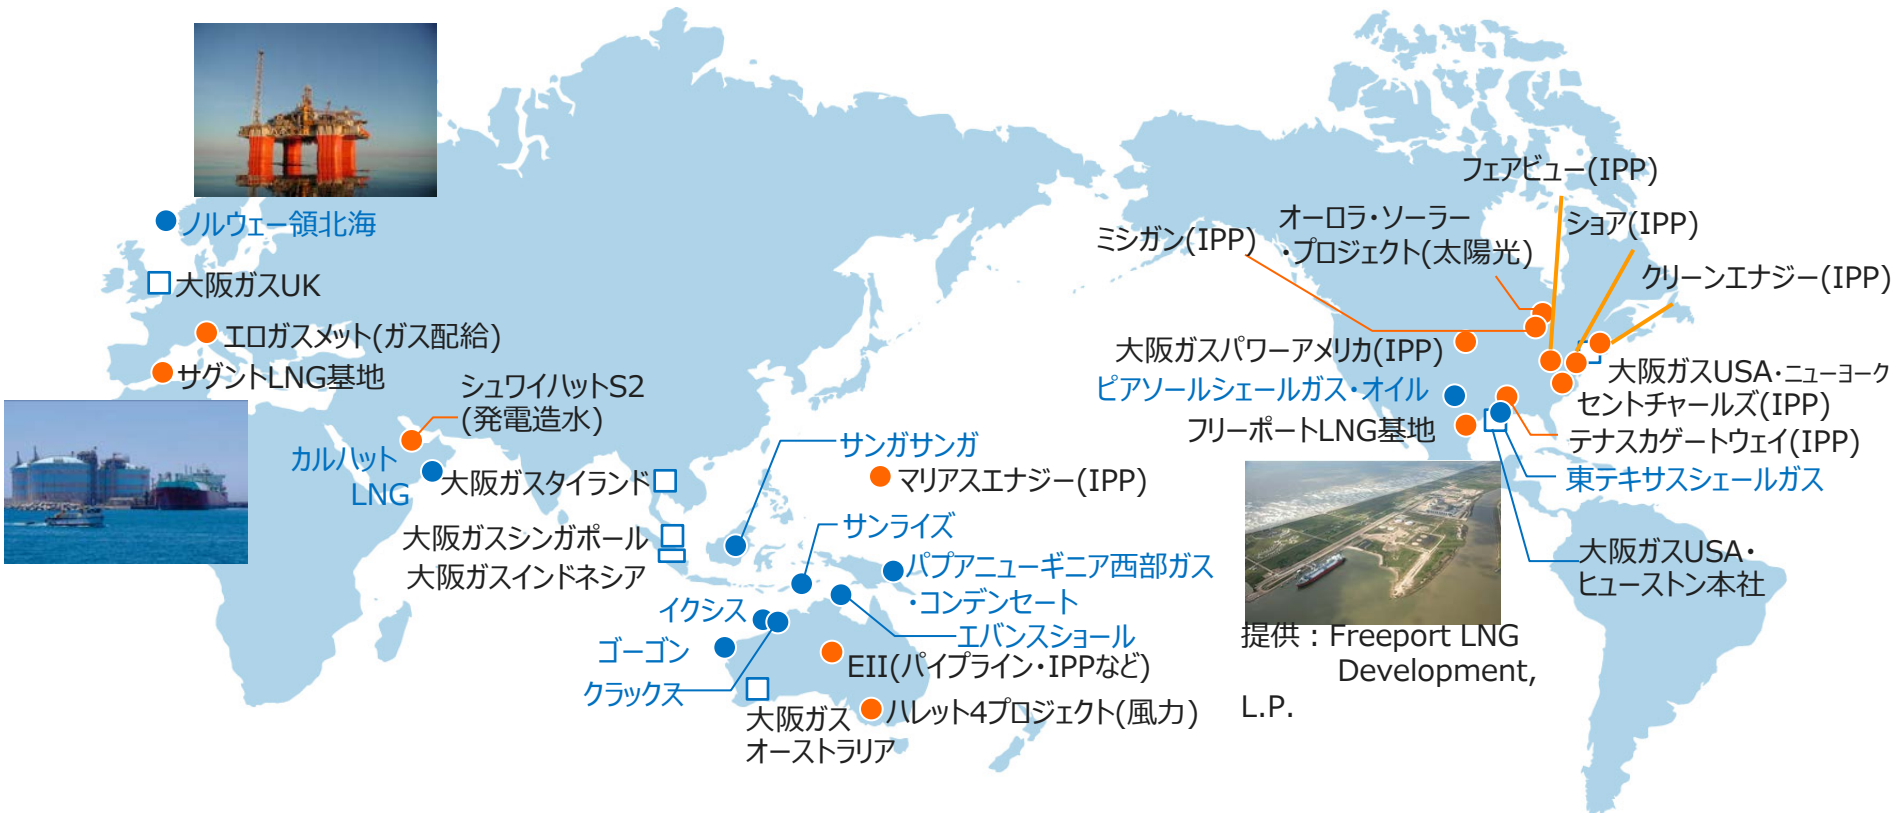 ノルウェー領北海
大阪ガスUK
エロガスメット(ガス配給)
サグントLNG基地
シュワイハットS2
(発電造水)
カルハット
LNG
大阪ガスタイランド
大阪ガスシンガポール
大阪ガスインドネシア
サンガサンガ
マリアスエナジー(IPP)
サンライズ
パプアニューギニア西部ガス
・コンデンセート
イクシス
エバンスショール
ゴーゴン
EII(パイプライン・IPPなど)
クラックス
大阪ガス
オーストラリア
ハレット4プロジェクト(風力)
フェアビュー(IPP)
オーロラ・ソーラー
・プロジェクト(太陽光)
ショア(IPP)
ミシガン(IPP)
クリーンエナジー(IPP)
大阪ガスパワーアメリカ(IPP)
大阪ガスUSA・ニューヨーク
ピアソールシェールガス・オイル
セントチャールズ(IPP)
フリーポートLNG基地
テナスカゲートウェイ(IPP)
東テキサスシェールガス
大阪ガスUSA・
ヒューストン本社
提供：Freeport LNG
Development,
L.P.